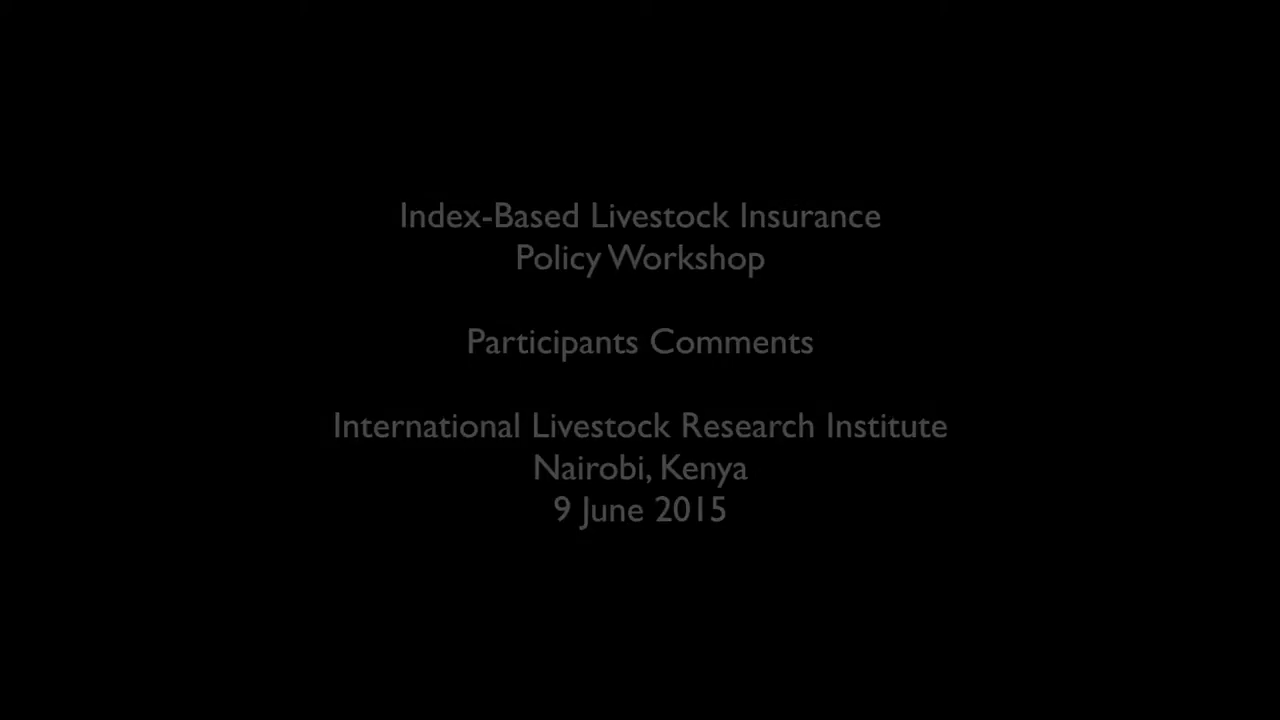 Index-Based Livestock Insurance
Policy Workshop
Participants Comments
International Livestock Research Institute
Nairobi, Kenya
9 June 2015